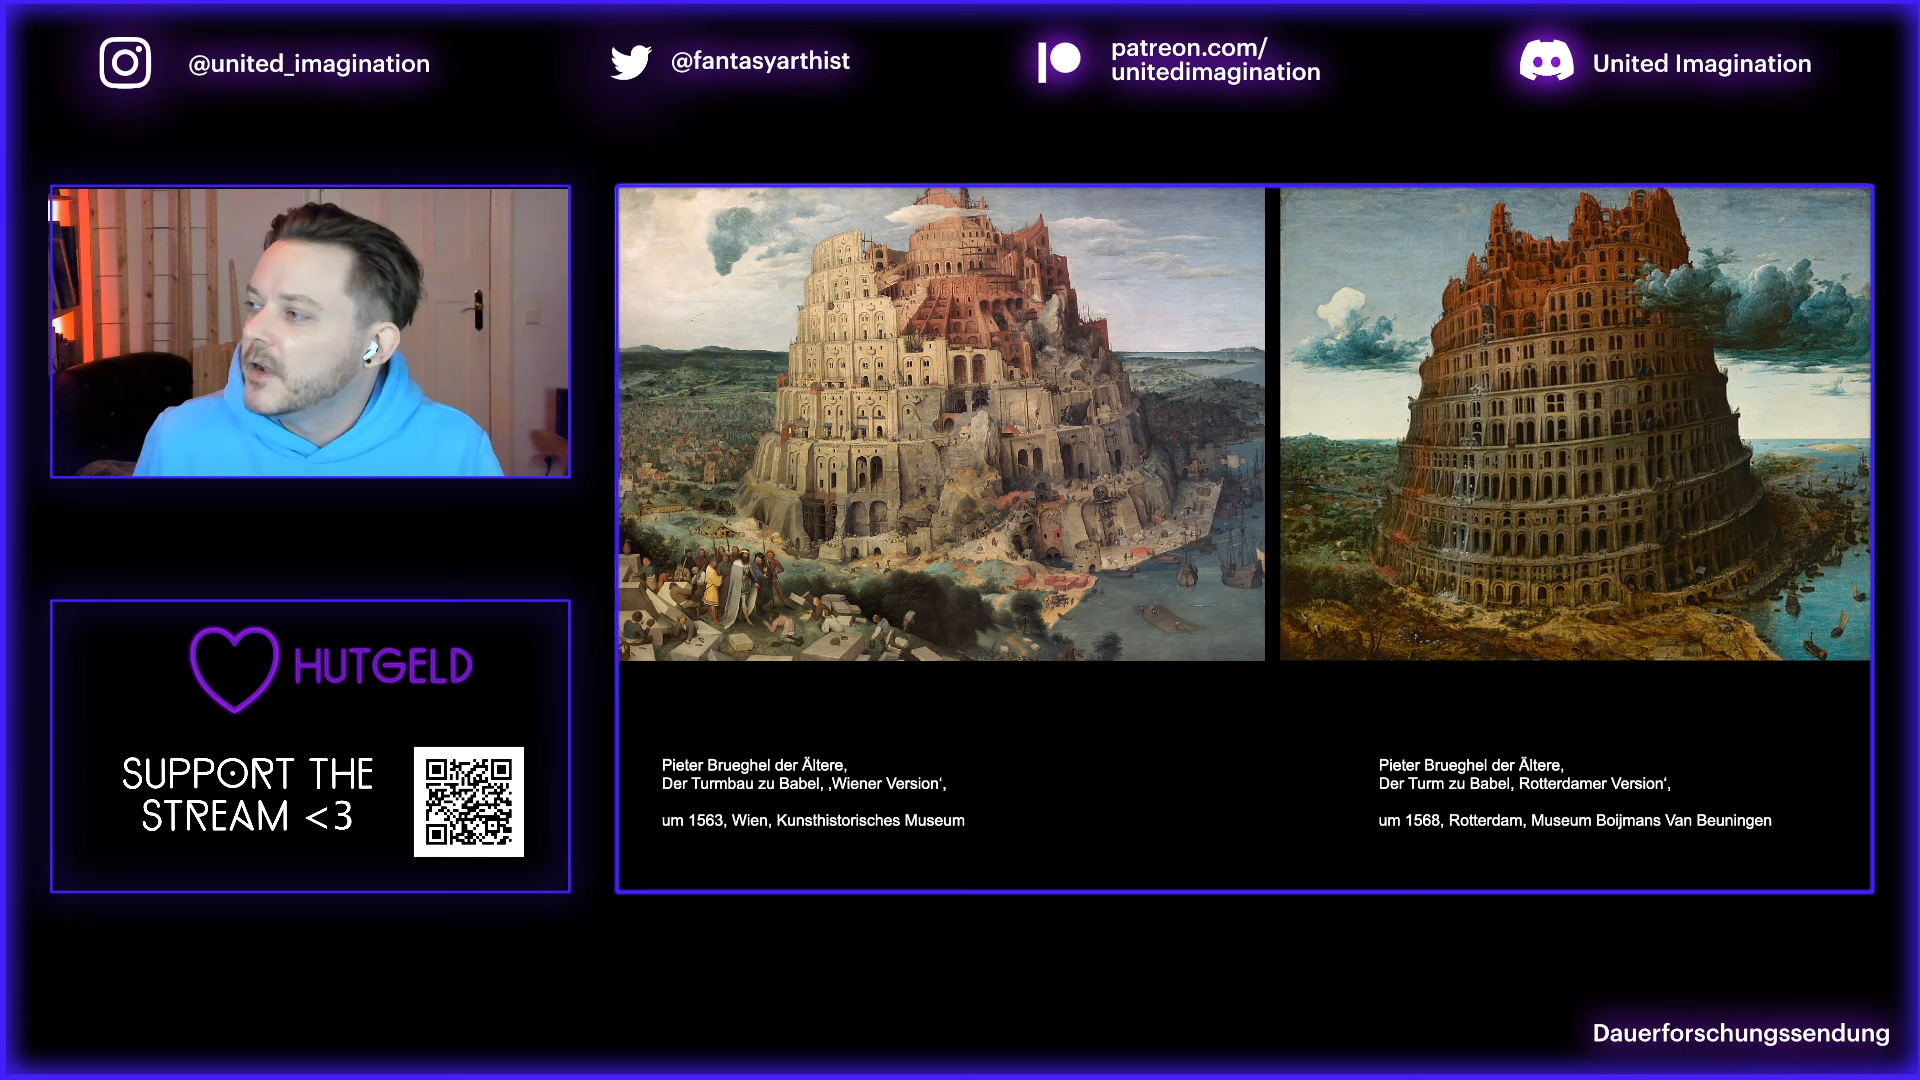 @united_imagination
@fantasyarthist
patreon.com/
unitedimagination
United Imagination
HUTGELD
SUPPORT THE
STREAM <3
Pieter Brueghel der Ältere,
Der Turmbau zu Babel, ‚Wiener Version‘,
um 1563, Wien, Kunsthistorisches Museum
Pieter Brueghel der Ältere,
Der Turm zu Babel, Rotterdamer Version‘,
um 1568, Rotterdam, Museum Boijmans Van Beuningen
Dauerforschungssendung